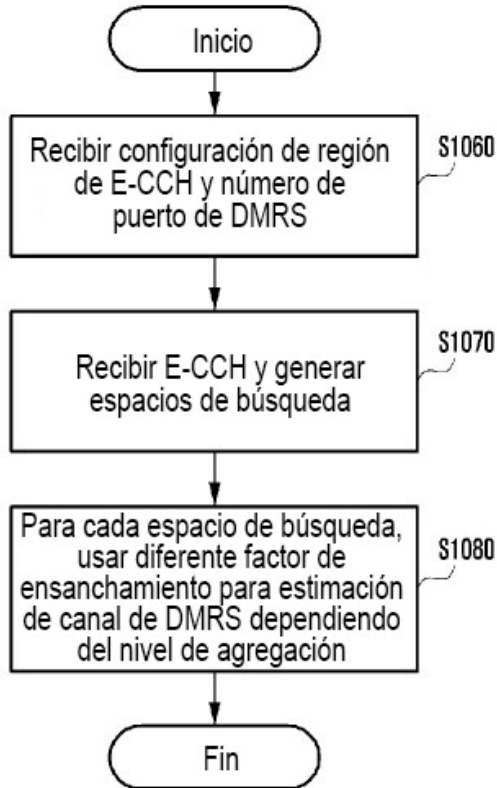 Inicio
Recibir configuración de región
de E-CCH y número de
puerto de DMRS
S1060
Recibir E-CCH y generar
espacios de búsqueda
S1070
Para cada espacio de búsqueda,
usar diferente factor de
ensanchamiento para estimación
de canal de DMRS dependiendo
del nivel de agregación
S1080
Fin